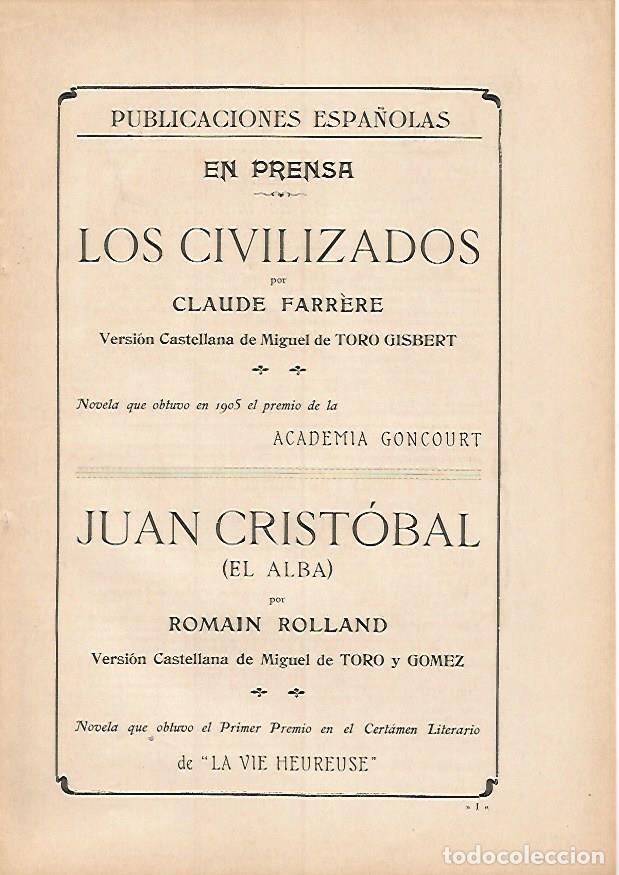 PUBLICACIONES ESPAÑOLAS
EN PRENSA
LOS CIVILIZADOS
por
CLAUDE FARRÈRE
Versión Castellana de Miguel de TORO GISBERT
Novela que obtuvo en 1905 el premio de la
ACADEMIA GONCOURT
JUAN CRISTÓBAL
(EL ALBA)
por
ROMAIN ROLLAND
Versión Castellana de Miguel de TORO y GOMEZ
Novela que obtuvo el Primer Premio en el Certámen Literario
de "LA VIE HEUREUSE"
» 1 «
todocoleccion